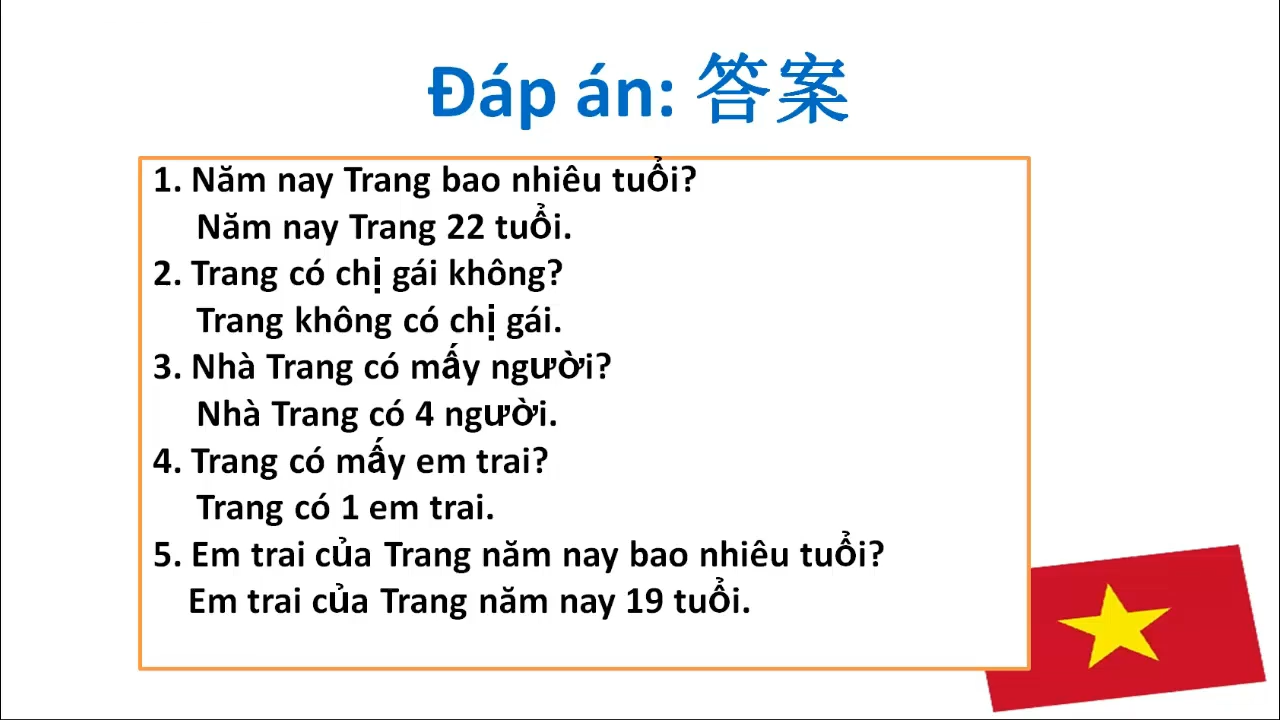 Đáp án: 答案
1. Năm nay Trang bao nhiêu tuổi?
Năm nay Trang 22 tuổi.
2. Trang có chị gái không?
Trang không có chị gái.
3. Nhà Trang có mấy người?
Nhà Trang có 4 người.
4. Trang có mấy em trai?
Trang có 1 em trai.
5. Em trai của Trang năm nay bao nhiêu tuổi?
Em trai của Trang năm nay 19 tuổi.